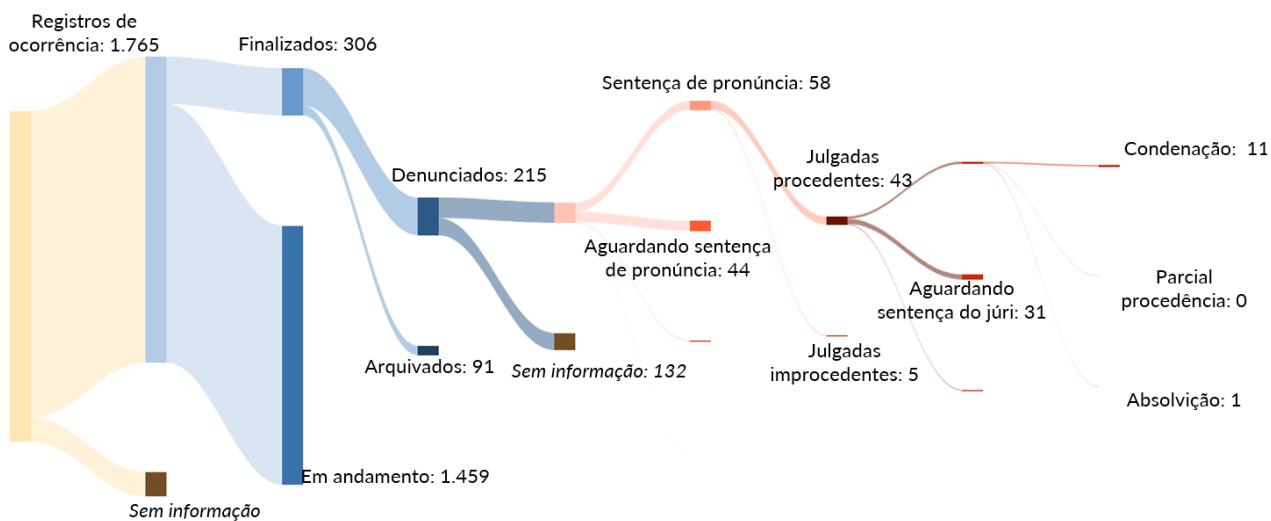 Registros de
ocorrência: 1.765
Finalizados: 306
Sentença de pronúncia: 58
Julgadas
procedentes: 43
Condenação: 11
Denunciados: 215
Aguardando sentença
de pronúncia: 44
Aguardando
sentença do júri: 31
Parcial
procedência: 0
Arquivados: 91
Sem informação: 132
Julgadas
improcedentes: 5
Absolvição: 1
Em andamento: 1.459
Sem informação